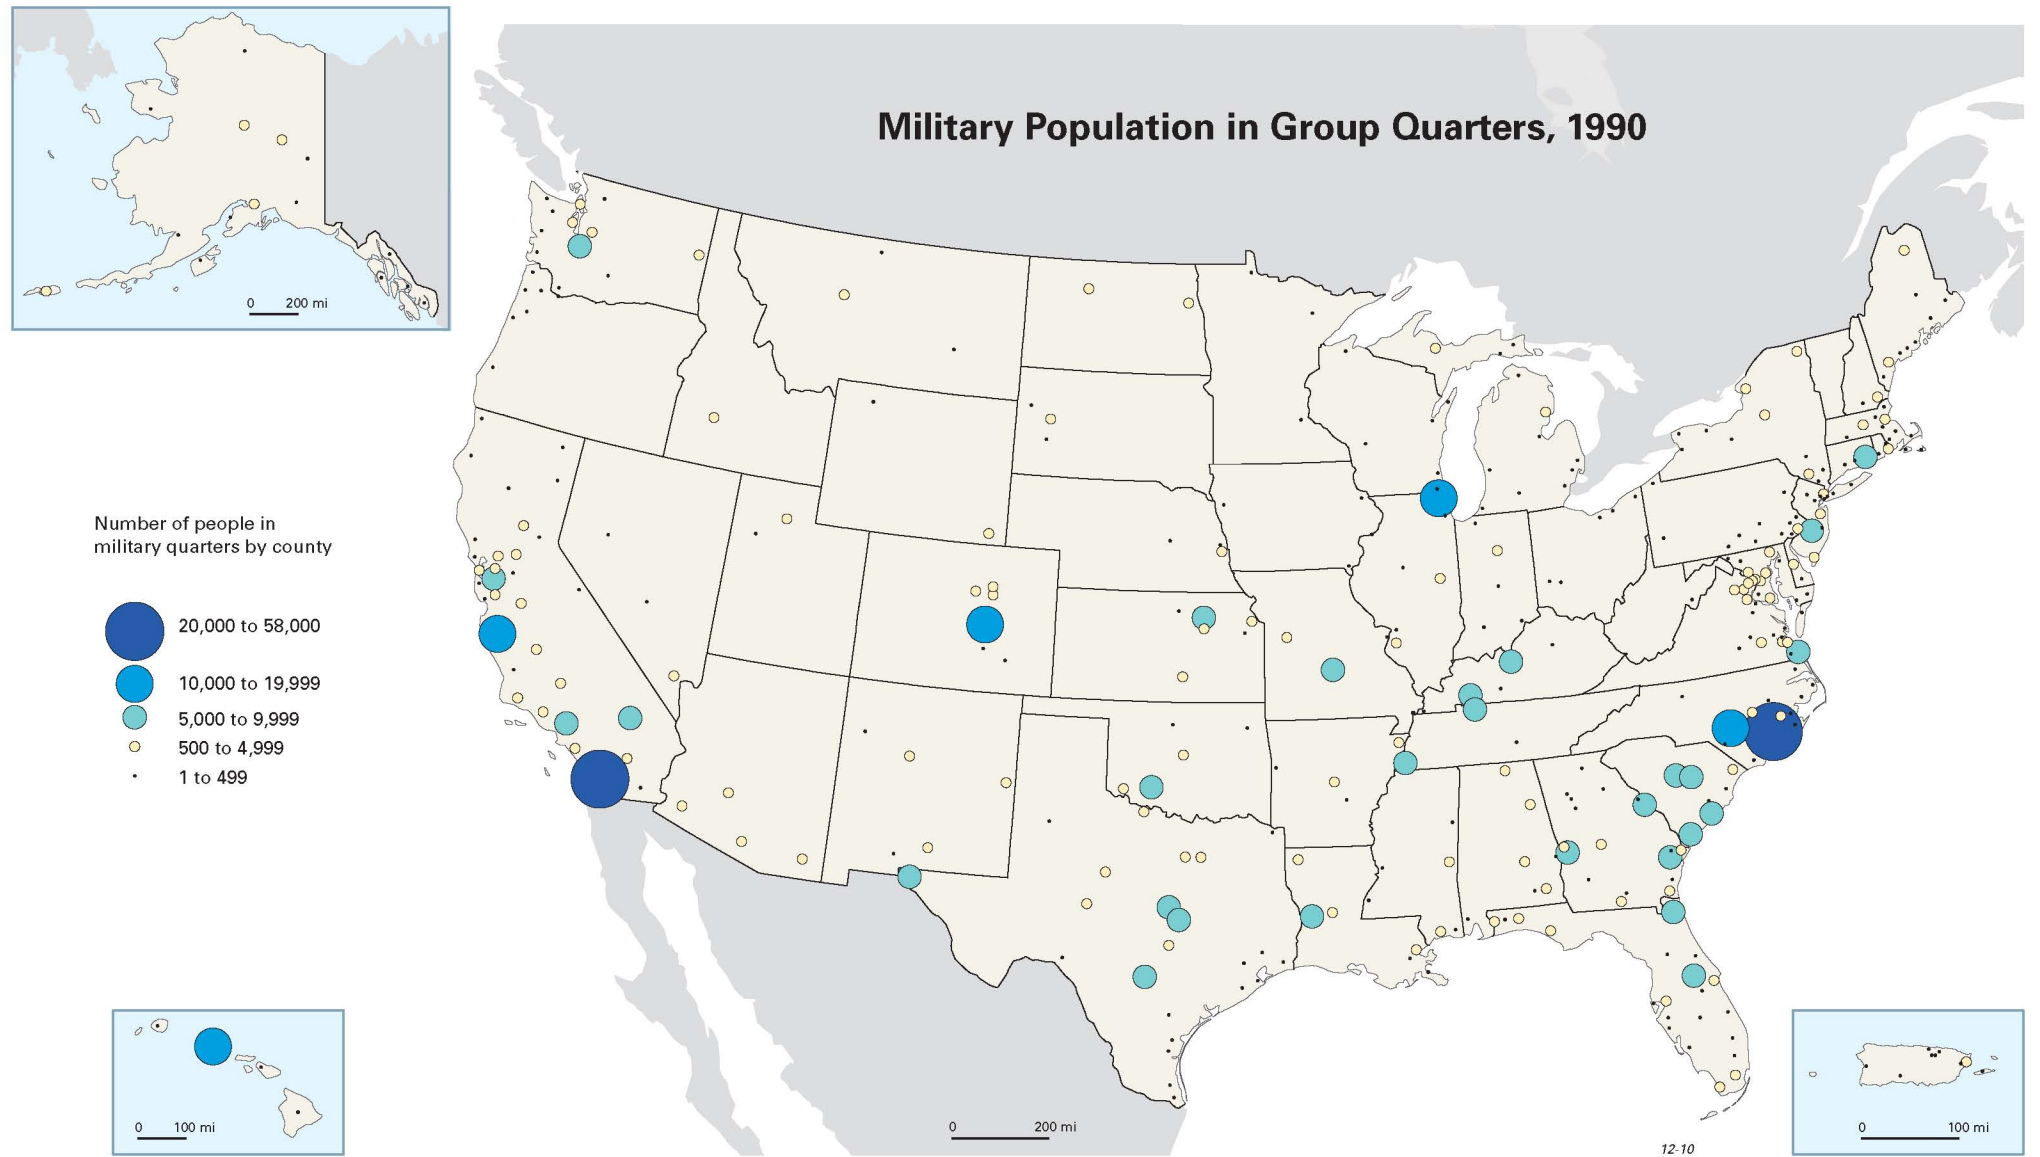 Military Population in Group Quarters, 1990
0 200 mi
Number of people in
military quarters by county
20,000 to 58,000
10,000 to 19,999
5,000 to 9,999
500 to 4,999
1 to 499
0 100 mi
0 200 mi
0 100 mi
12-10